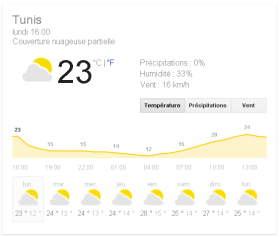 Tunis
lundi 16:00
Couverture nuageuse partielle
23 °C | °F
Précipitations : 0%
Humidité : 33%
Vent : 16 km/h
Température Précipitations Vent
23 15 15 14 12 15 20 24
16:00 19:00 22:00 01:00 04:00 07:00 10:00 13:00
lun. mar. mer. jeu. ven. sam. dim. lun.
23 ° 12 ° 24 ° 13 ° 24 ° 13 ° 24 ° 14 ° 28 ° 15 ° 25 ° 14 ° 27 ° 14 ° 25 ° 14 °